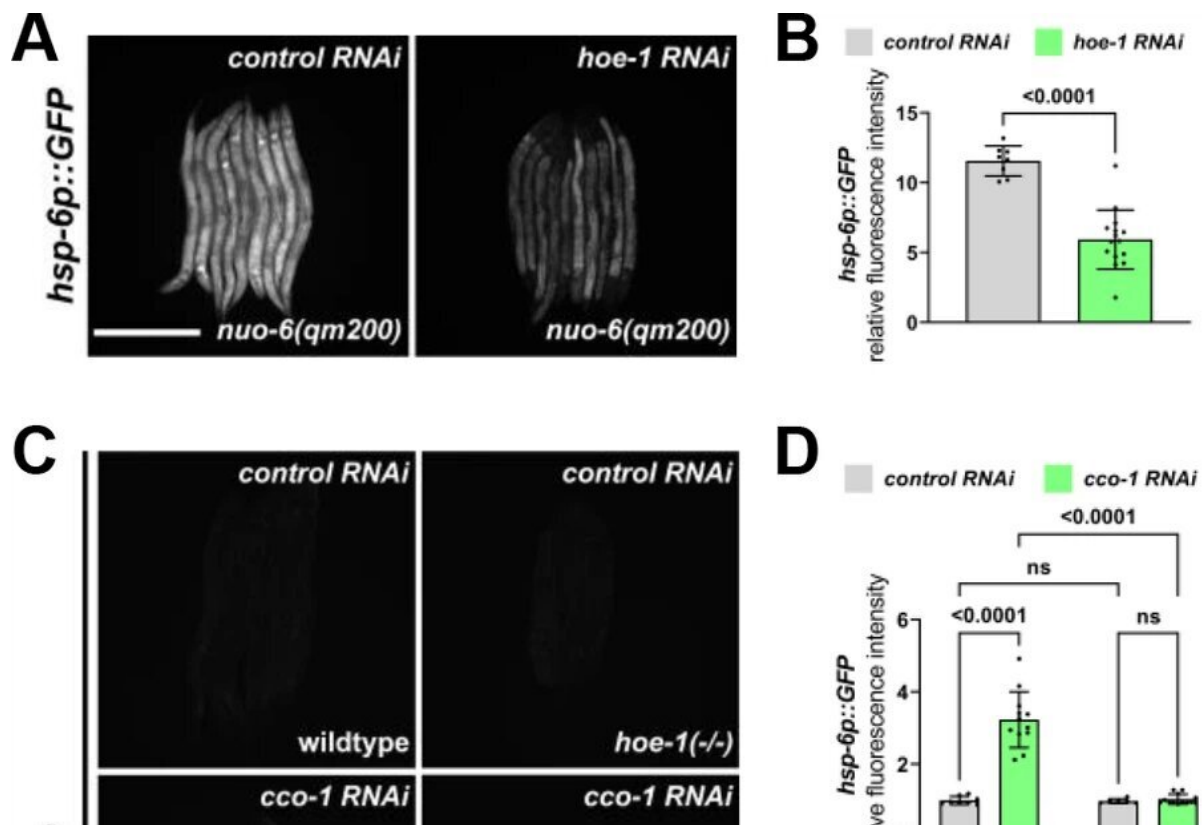 A
hsp-6p::GFP
control RNAi
nuo-6(qm200)
hoe-1 RNAi
nuo-6(qm200)
B
control RNAi
hoe-1 RNAi
hsp-6p::GFP
relative fluorescence intensity
15
10
5
0
<0.0001
C
control RNAi
wildtype
control RNAi
hoe-1(-/-)
cco-1 RNAi
cco-1 RNAi
D
control RNAi
cco-1 RNAi
hsp-6p::GFP
fluorescence intensity
6
4
2
<0.0001
ns
<0.0001
ns